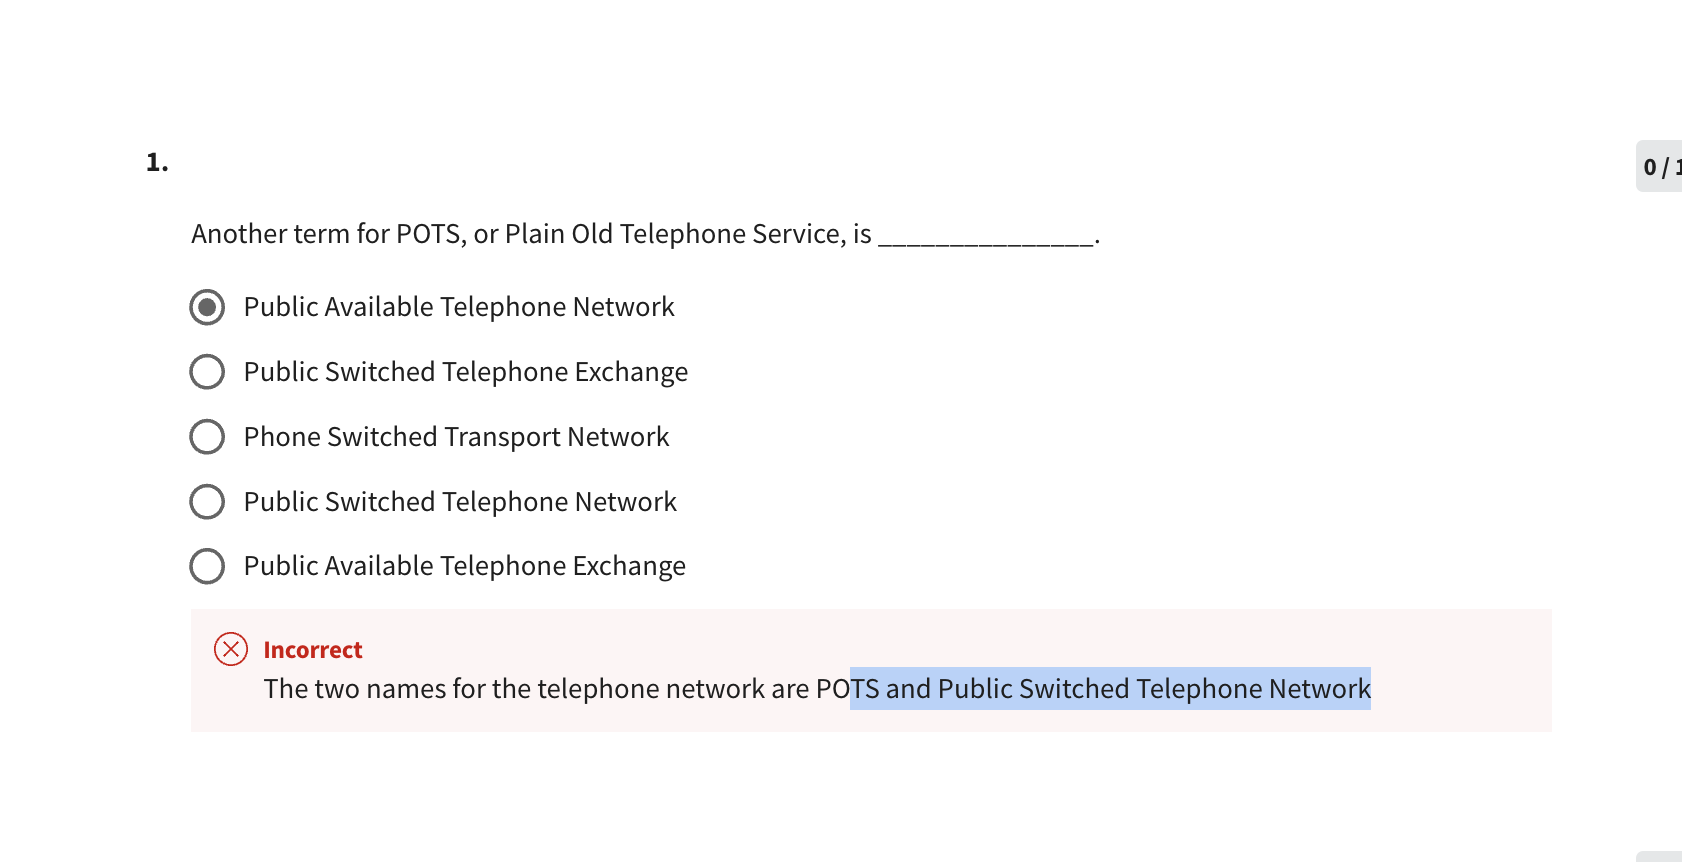 1.
0 / 1
Another term for POTS, or Plain Old Telephone Service, is _______________.
Public Available Telephone Network
Public Switched Telephone Exchange
Phone Switched Transport Network
Public Switched Telephone Network
Public Available Telephone Exchange
Incorrect
The two names for the telephone network are POTS and Public Switched Telephone Network